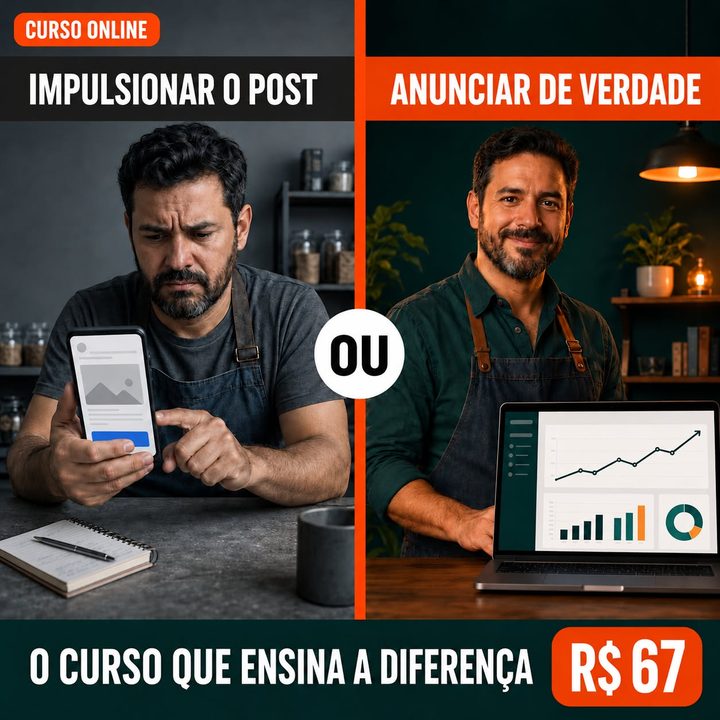 CURSO ONLINE
IMPULSIONAR O POST
ANUNCIAR DE VERDADE
OU
O CURSO QUE ENSINA A DIFERENÇA
R$ 67